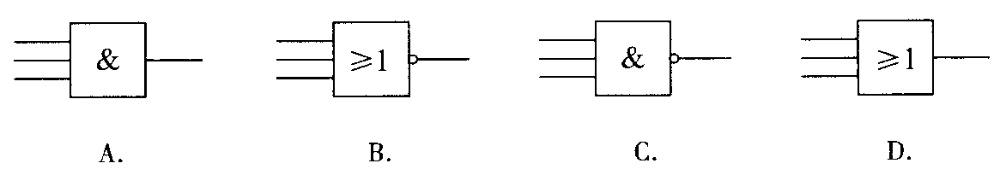 & ≥1 & ≥1
A. B. C. D.